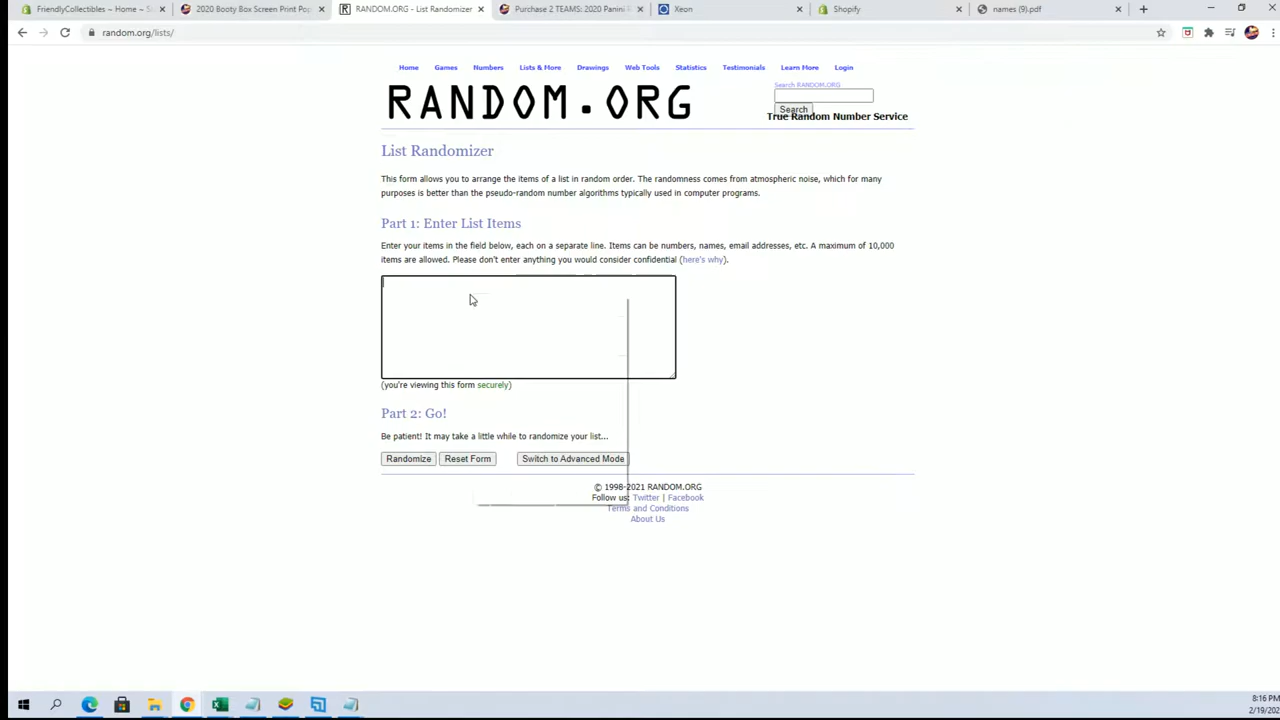 FriendlyCollectibles ~ Home ~ S
2020 Booty Box Screen Print Pop
RANDOM.ORG - List Randomizer
Purchase 2 TEAMS: 2020 Panini
Xeon
Shopify
names (9).pdf
random.org/lists/
Home Games Numbers Lists & More Drawings Web Tools Statistics Testimonials Learn More Login
RANDOM.ORG
Search RANDOM.ORG
Search
True Random Number Service
List Randomizer
This form allows you to arrange the items of a list in random order. The randomness comes from atmospheric noise, which for many
purposes is better than the pseudo-random number algorithms typically used in computer programs.
Part 1: Enter List Items
Enter your items in the field below, each on a separate line. Items can be numbers, names, email addresses, etc. A maximum of 10,000
items are allowed. Please don't enter anything you would consider confidential (here's why).
(you're viewing this form securely)
Part 2: Go!
Be patient! It may take a little while to randomize your list...
Randomize Reset Form Switch to Advanced Mode
© 1998-2021 RANDOM.ORG
Follow us: Twitter | Facebook
Terms and Conditions
About Us
8:16 PM
2/19/202